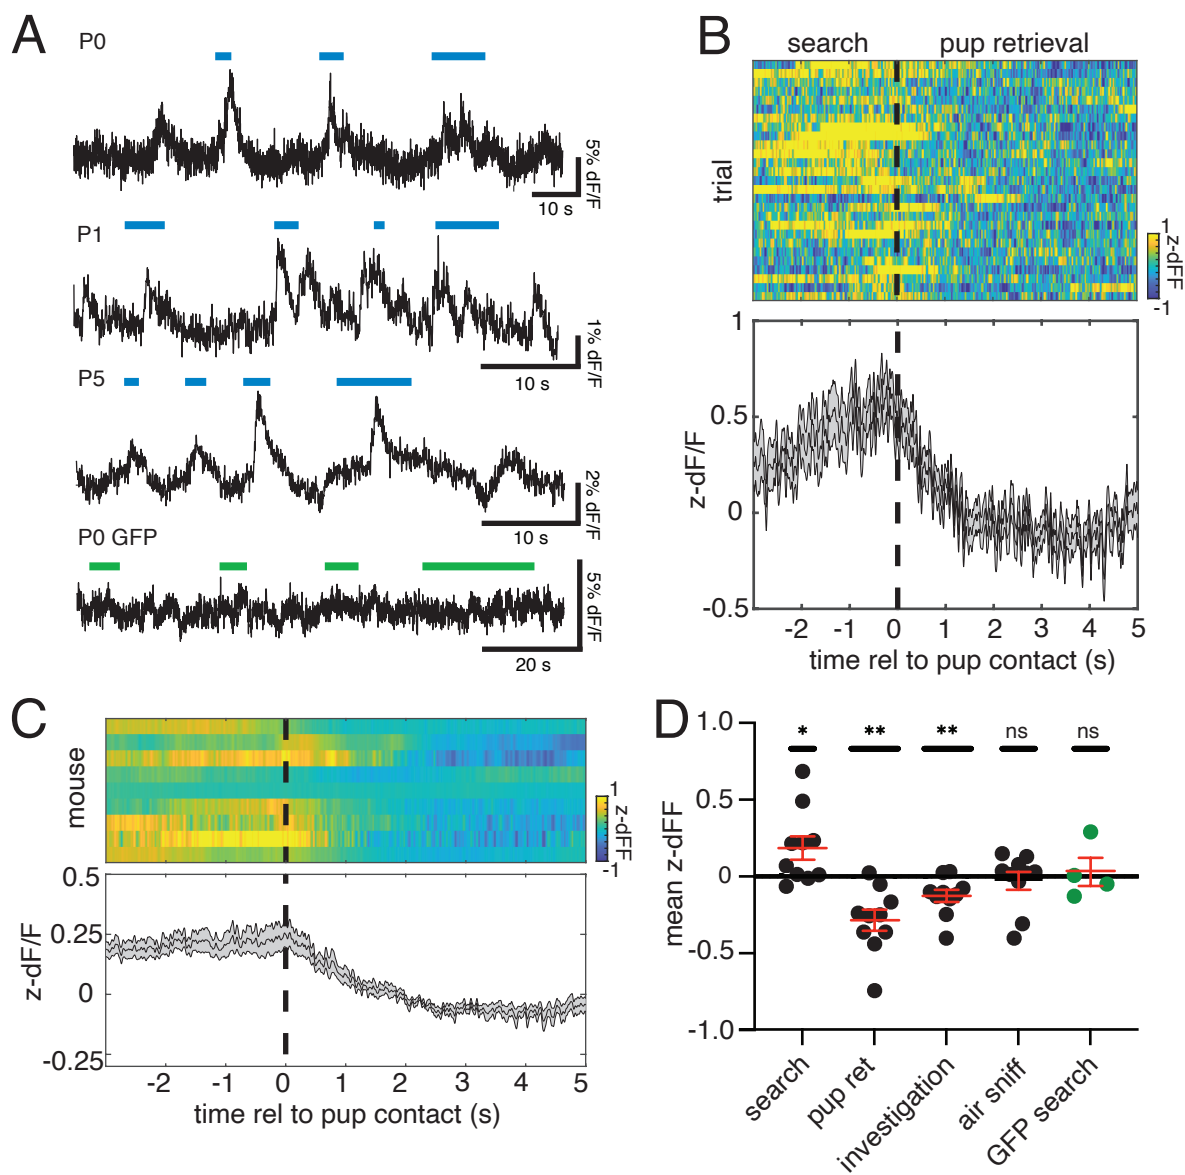 A
P0
5% dF/F
10 s
P1
1% dF/F
10 s
P5
2% dF/F
10 s
P0 GFP
5% dF/F
20 s
B
search pup retrieval
trial
1
z-dFF
-1
1
0.5
0
-0.5
z-dF/F
-2 -1 0 1 2 3 4 5
time rel to pup contact (s)
C
mouse
1
z-dFF
-1
0.5
0.25
0
-0.25
z-dF/F
-2 -1 0 1 2 3 4 5
time rel to pup contact (s)
D
1.0
0.5
0
-0.5
-1.0
mean z-dFF
* ** ** ns ns
search
pup ret
investigation
air sniff
GFP search